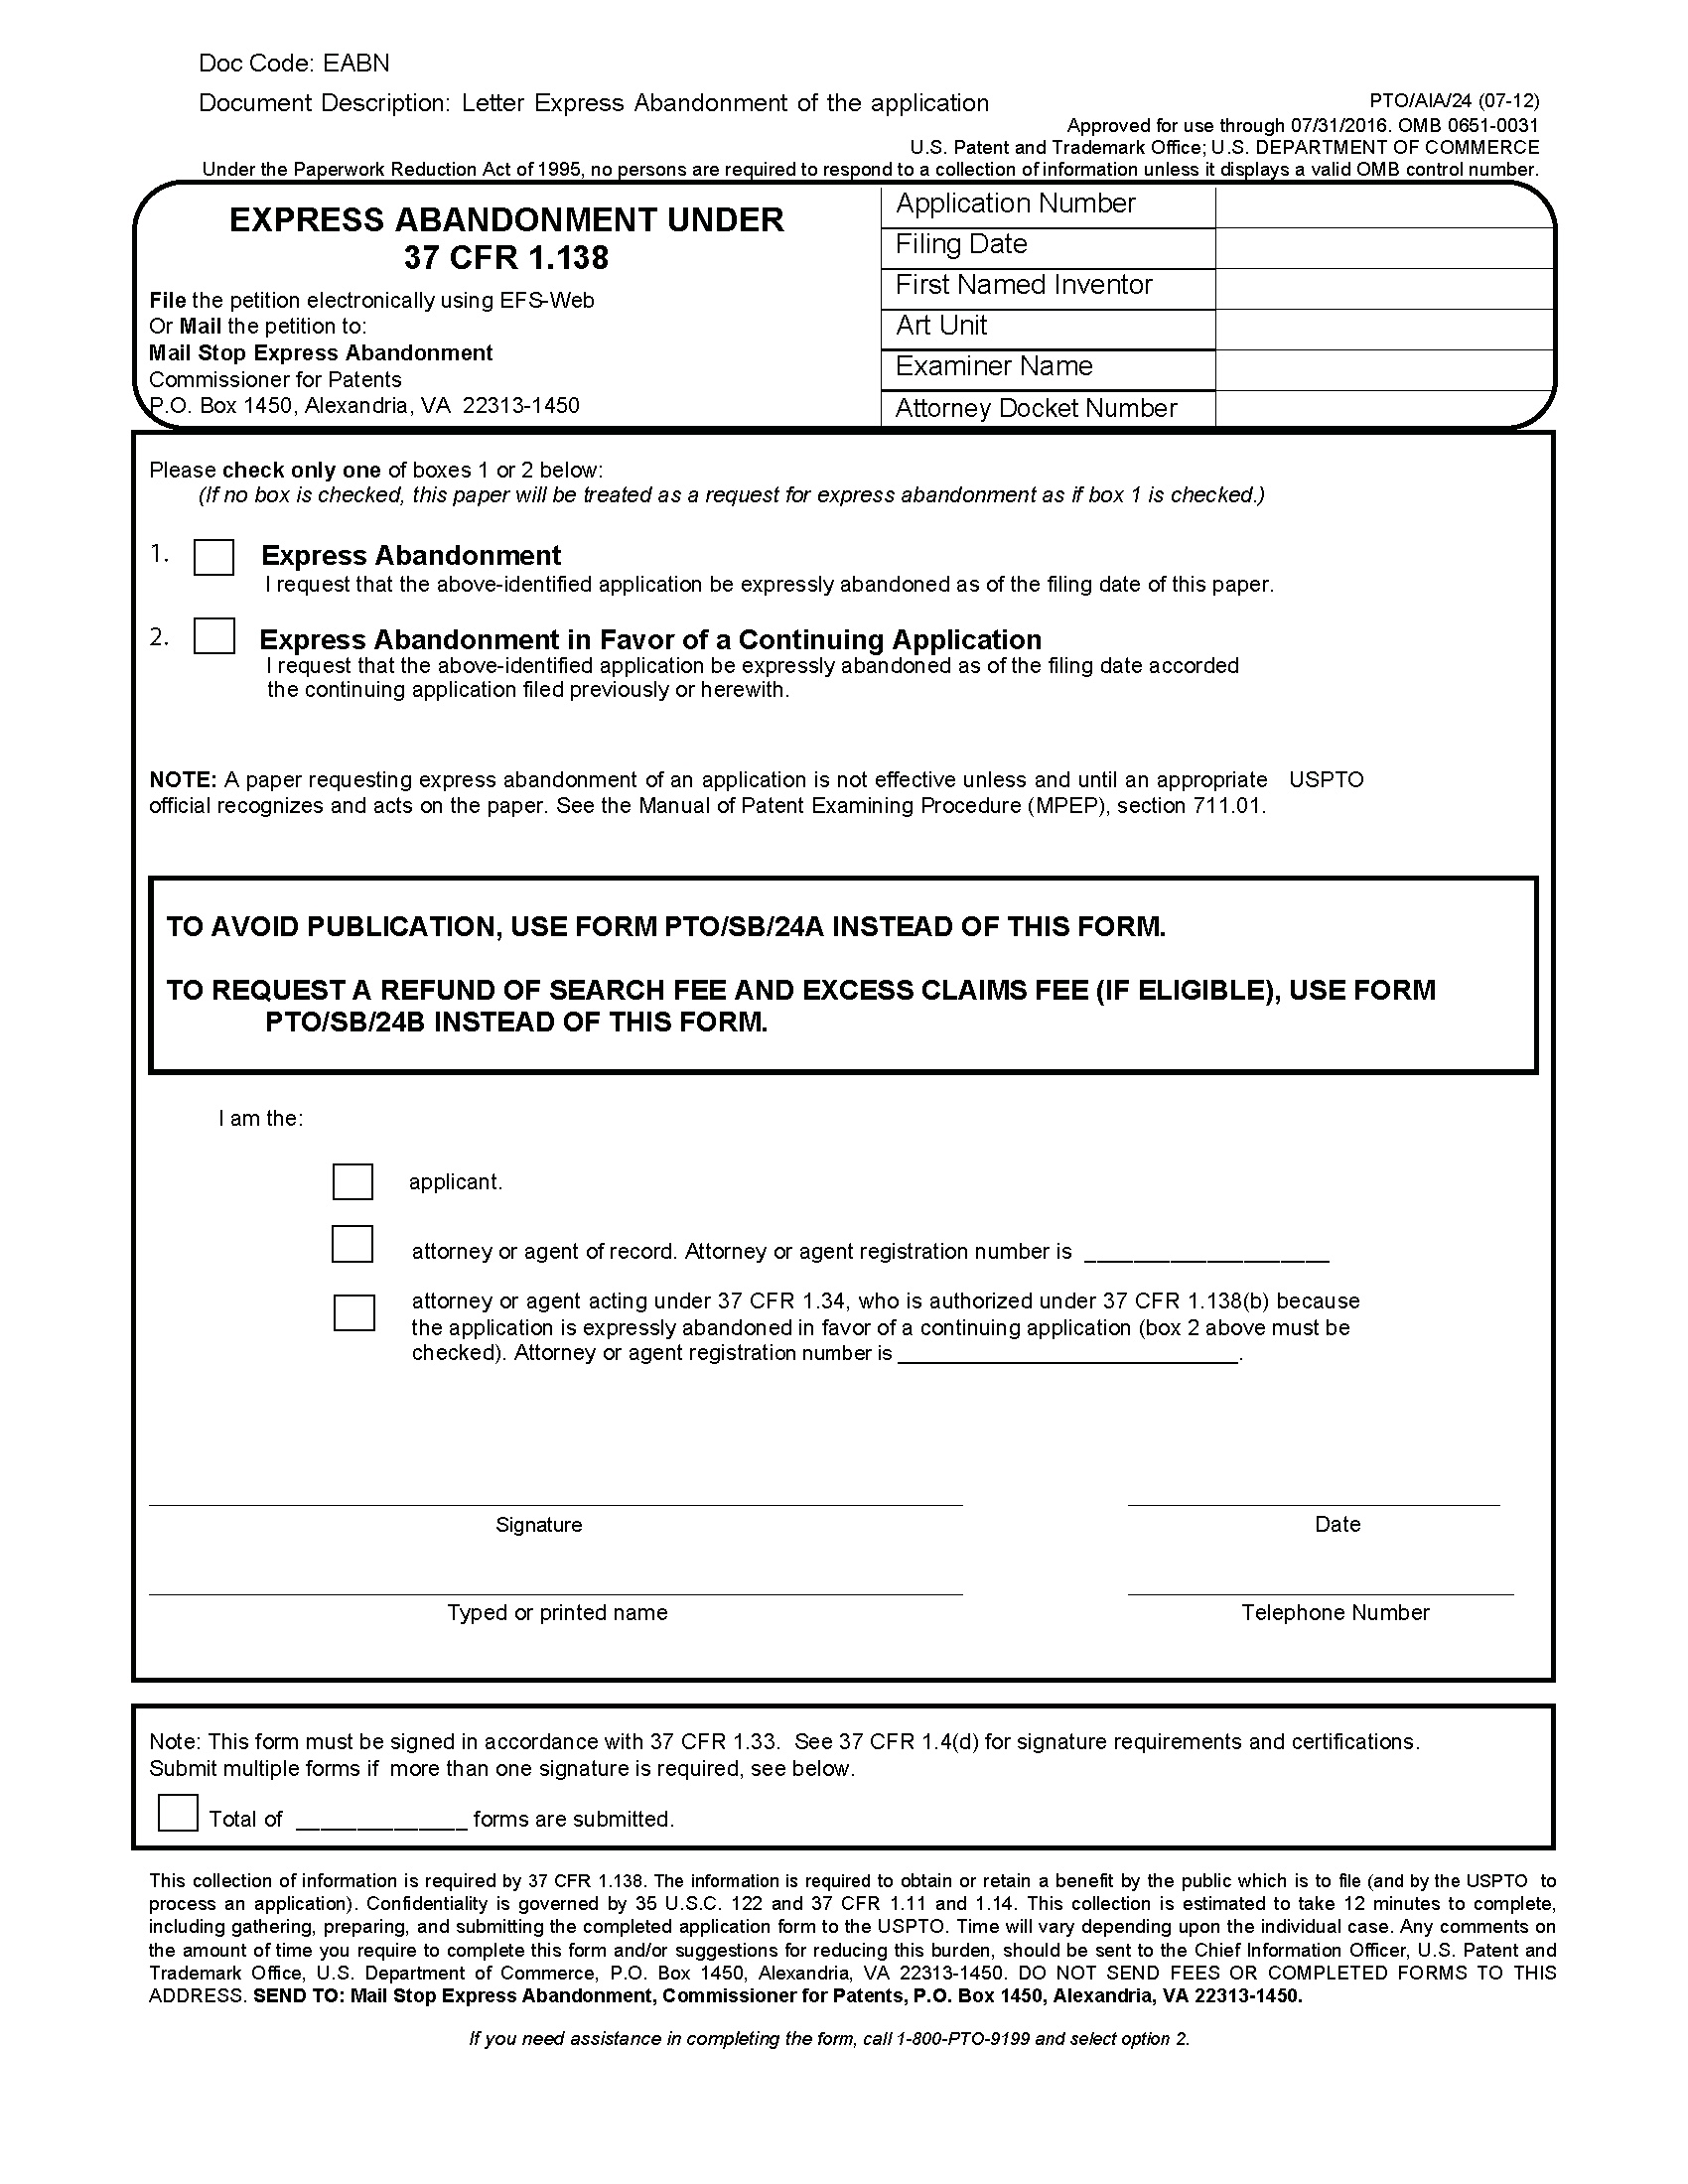 Doc Code: EABN
Document Description: Letter Express Abandonment of the application
PTO/AIA/24 (07-12)
Approved for use through 07/31/2016. OMB 0651-0031
U.S. Patent and Trademark Office; U.S. DEPARTMENT OF COMMERCE
Under the Paperwork Reduction Act of 1995, no persons are required to respond to a collection of information unless it displays a valid OMB control number.
EXPRESS ABANDONMENT UNDER
37 CFR 1.138
File the petition electronically using EFS-Web
Or Mail the petition to:
Mail Stop Express Abandonment
Commissioner for Patents
P.O. Box 1450, Alexandria, VA 22313-1450
Application Number
Filing Date
First Named Inventor
Art Unit
Examiner Name
Attorney Docket Number
Please check only one of boxes 1 or 2 below:
(If no box is checked, this paper will be treated as a request for express abandonment as if box 1 is checked.)
1. Express Abandonment
I request that the above-identified application be expressly abandoned as of the filing date of this paper.
2. Express Abandonment in Favor of a Continuing Application
I request that the above-identified application be expressly abandoned as of the filing date accorded
the continuing application filed previously or herewith.
NOTE: A paper requesting express abandonment of an application is not effective unless and until an appropriate USPTO
official recognizes and acts on the paper. See the Manual of Patent Examining Procedure (MPEP), section 711.01.
TO AVOID PUBLICATION, USE FORM PTO/SB/24A INSTEAD OF THIS FORM.
TO REQUEST A REFUND OF SEARCH FEE AND EXCESS CLAIMS FEE (IF ELIGIBLE), USE FORM
PTO/SB/24B INSTEAD OF THIS FORM.
I am the:
applicant.
attorney or agent of record. Attorney or agent registration number is ____________________
attorney or agent acting under 37 CFR 1.34, who is authorized under 37 CFR 1.138(b) because
the application is expressly abandoned in favor of a continuing application (box 2 above must be
checked). Attorney or agent registration number is ____________________________.
Signature
Date
Typed or printed name
Telephone Number
Note: This form must be signed in accordance with 37 CFR 1.33. See 37 CFR 1.4(d) for signature requirements and certifications.
Submit multiple forms if more than one signature is required, see below.
Total of ______________ forms are submitted.
This collection of information is required by 37 CFR 1.138. The information is required to obtain or retain a benefit by the public which is to file (and by the USPTO to
process an application). Confidentiality is governed by 35 U.S.C. 122 and 37 CFR 1.11 and 1.14. This collection is estimated to take 12 minutes to complete,
including gathering, preparing, and submitting the completed application form to the USPTO. Time will vary depending upon the individual case. Any comments on
the amount of time you require to complete this form and/or suggestions for reducing this burden, should be sent to the Chief Information Officer, U.S. Patent and
Trademark Office, U.S. Department of Commerce, P.O. Box 1450, Alexandria, VA 22313-1450. DO NOT SEND FEES OR COMPLETED FORMS TO THIS
ADDRESS. SEND TO: Mail Stop Express Abandonment, Commissioner for Patents, P.O. Box 1450, Alexandria, VA 22313-1450.
If you need assistance in completing the form, call 1-800-PTO-9199 and select option 2.